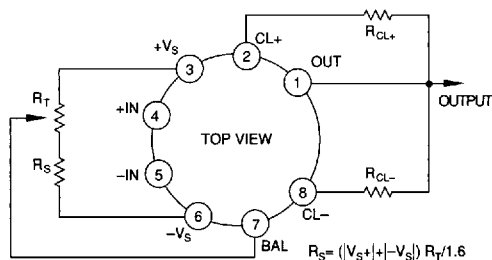 R_CL+
CL+
2
+V_S
3
OUT
1
OUTPUT
R_T
+IN
4
TOP VIEW
R_S
-IN
5
R_CL-
8
CL-
6
-V_S
7
BAL
R_S= (|V_S+|+|-V_S|) R_T/1.6